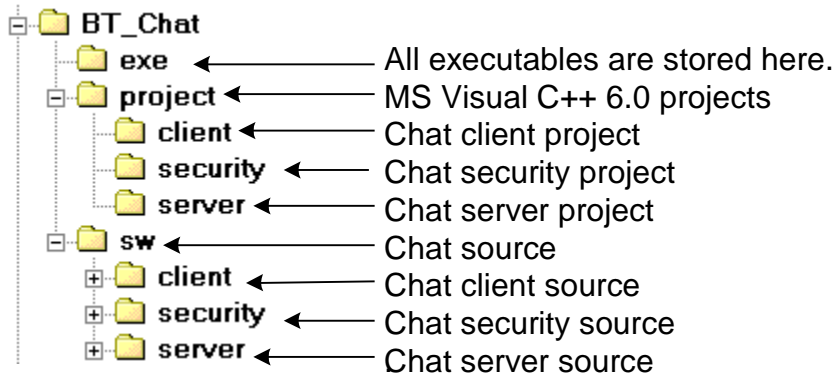 BT_Chat
exe All executables are stored here.
project MS Visual C++ 6.0 projects
client Chat client project
security Chat security project
server Chat server project
sw Chat source
client Chat client source
security Chat security source
server Chat server source